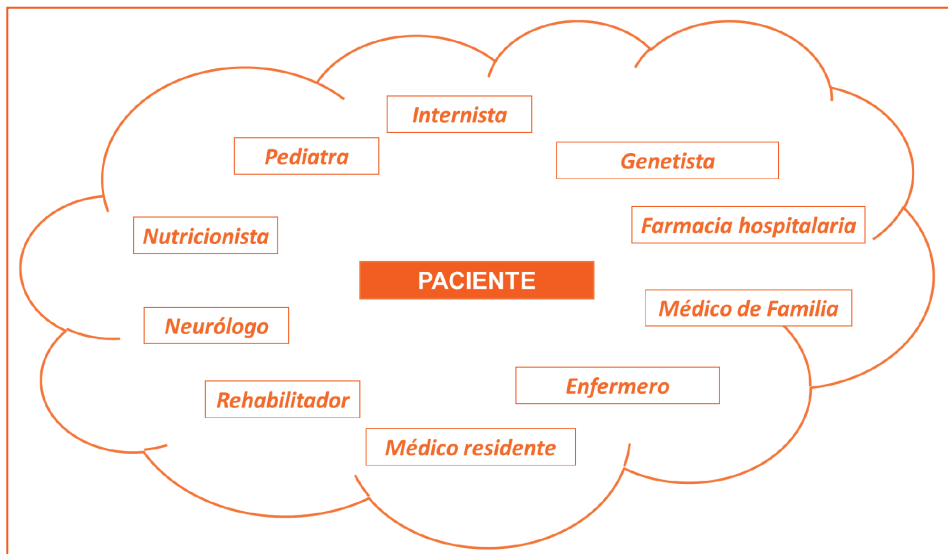 Internista
Pediatra
Genetista
Nutricionista
Farmacia hospitalaria
PACIENTE
Médico de Familia
Neurólogo
Enfermero
Rehabilitador
Médico residente